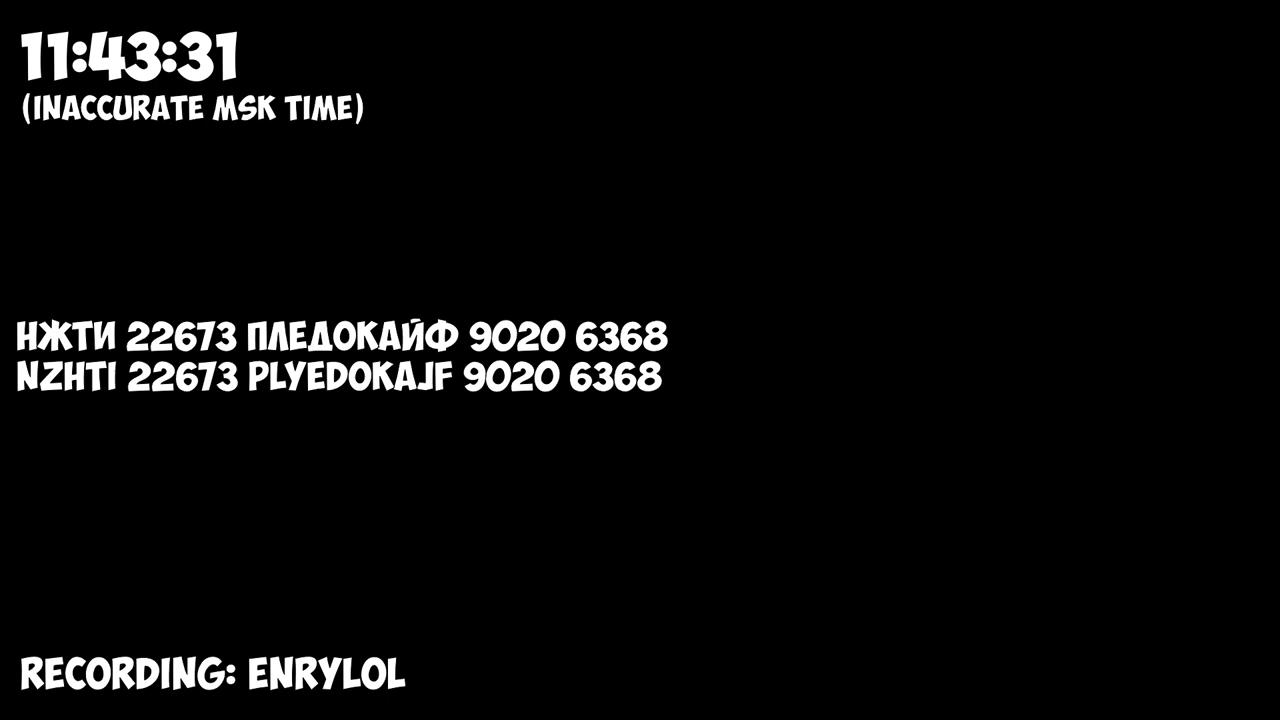 11:43:31
(INACCURATE MSK TIME)
НЖТИ 22673 ПЛЕДОКАЙФ 9020 6368
NZHTI 22673 PLYEDOKAJF 9020 6368
RECORDING: ENRYLOL